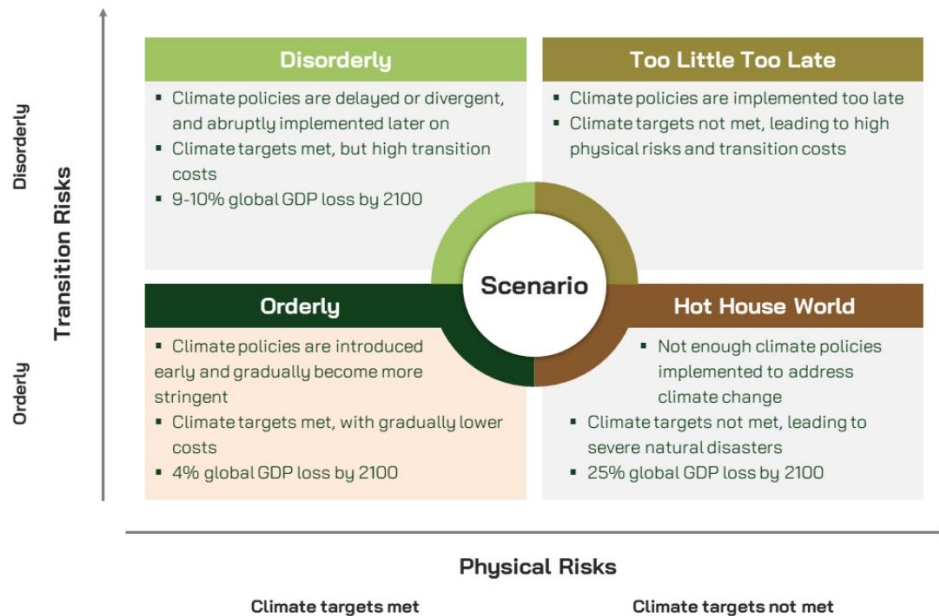 Disorderly
▪ Climate policies are delayed or divergent,
and abruptly implemented later on
▪ Climate targets met, but high transition
costs
▪ 9-10% global GDP loss by 2100
Too Little Too Late
▪ Climate policies are implemented too late
▪ Climate targets not met, leading to high
physical risks and transition costs
Scenario
Orderly
▪ Climate policies are introduced
early and gradually become more
stringent
▪ Climate targets met, with gradually lower
costs
▪ 4% global GDP loss by 2100
Hot House World
▪ Not enough climate policies
implemented to address
climate change
▪ Climate targets not met, leading to
severe natural disasters
▪ 25% global GDP loss by 2100
Transition Risks
Disorderly
Orderly
Physical Risks
Climate targets met
Climate targets not met